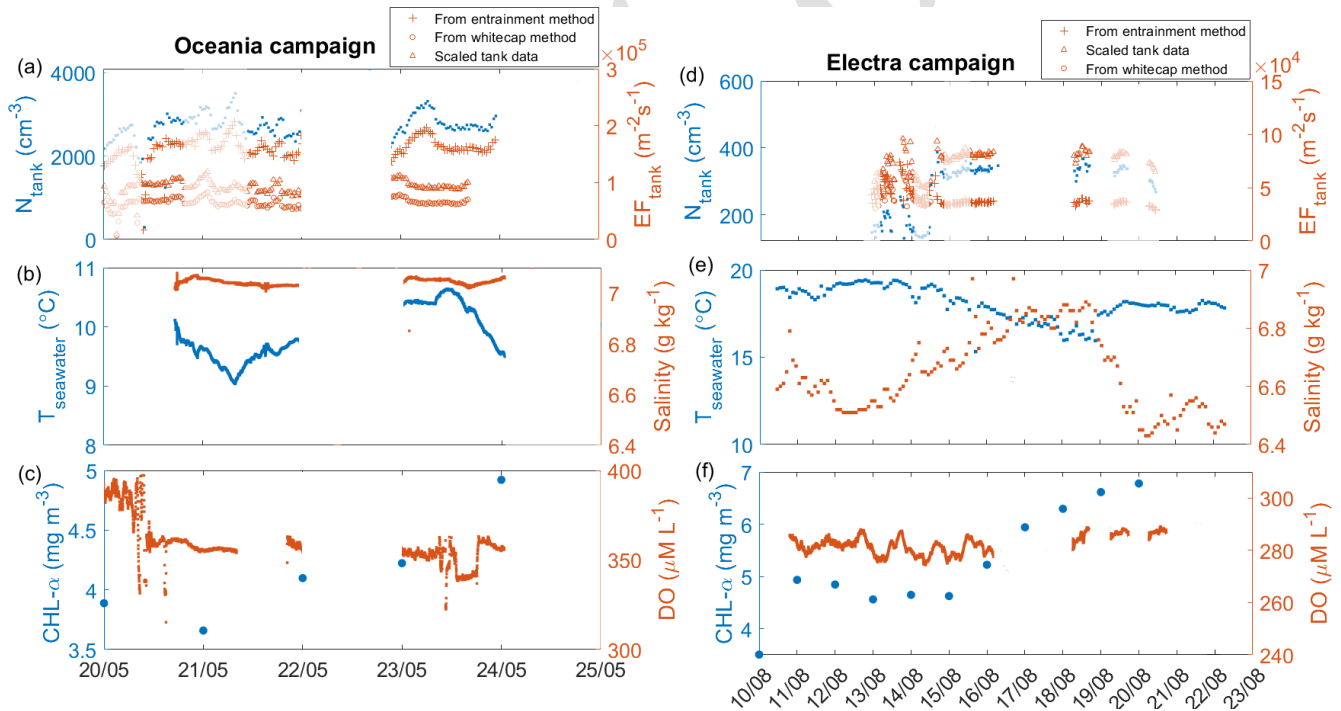 Oceania campaign
+ From entrainment method
○ From whitecap method
△ Scaled tank data
(a)
×10⁵
4000
2000
0
N_tank (cm⁻³)
3
2
1
0
EF_tank (m⁻²s⁻¹)
(b)
11
10
9
8
T_seawater (°C)
7
6.8
6.6
6.4
Salinity (g kg⁻¹)
(c)
5
4.5
4
3.5
CHL-α (mg m⁻³)
400
350
300
DO (μM L⁻¹)
20/05 21/05 22/05 23/05 24/05 25/05
Electra campaign
+ From entrainment method
△ Scaled tank data
○ From whitecap method
(d)
×10⁴
600
400
200
N_tank (cm⁻³)
15
10
5
0
EF_tank (m⁻²s⁻¹)
(e)
20
15
10
T_seawater (°C)
7
6.8
6.6
6.4
Salinity (g kg⁻¹)
(f)
7
6
5
4
CHL-α (mg m⁻³)
300
280
260
240
DO (μM L⁻¹)
10/08 11/08 12/08 13/08 14/08 15/08 16/08 17/08 18/08 19/08 20/08 21/08 22/08 23/08